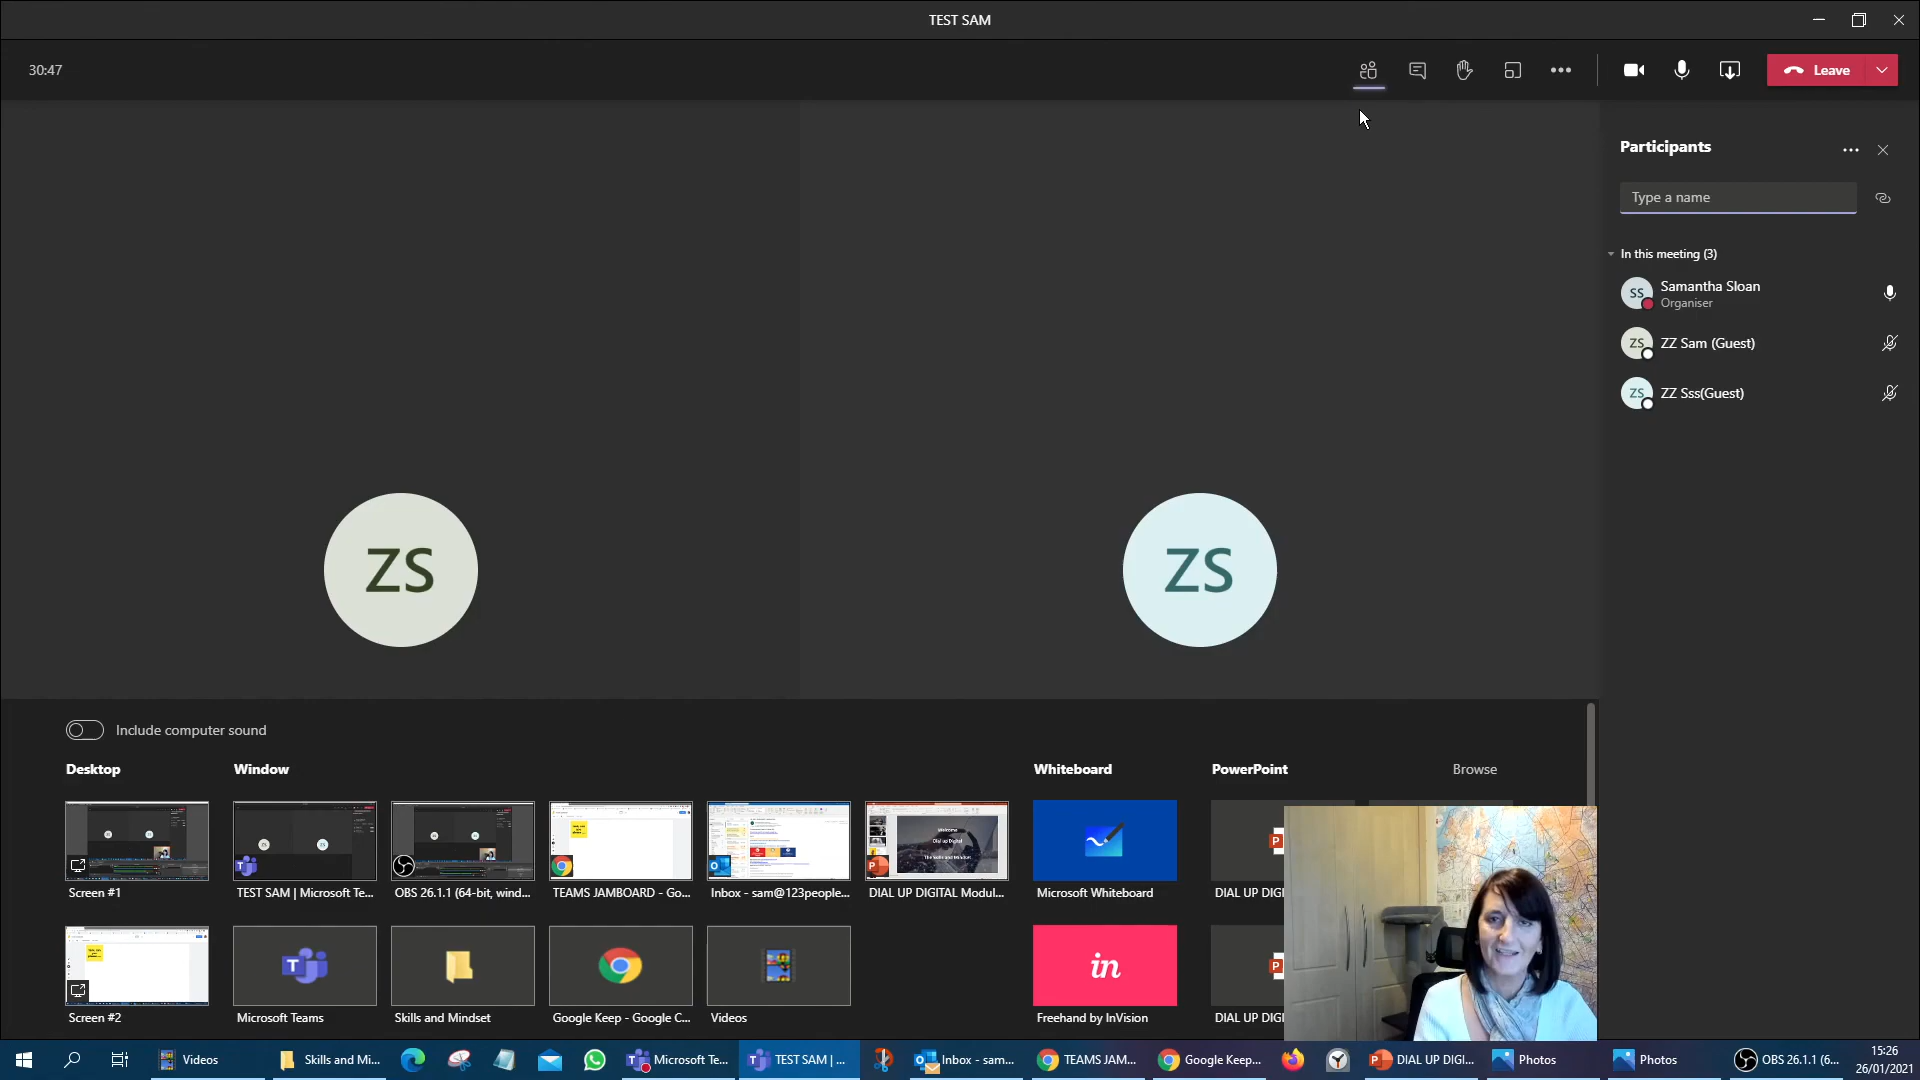 TEST SAM
30:47
Leave
Participants
Type a name
In this meeting (3)
SS
Samantha Sloan
Organiser
ZS
ZZ Sam (Guest)
ZS
ZZ Sss(Guest)
ZS
ZS
Include computer sound
Desktop
Window
Whiteboard
PowerPoint
Browse
Screen #1
TEST SAM | Microsoft Te...
OBS 26.1.1 (64-bit, wind...
TEAMS JAMBOARD - Go...
Inbox - sam@123people...
DIAL UP DIGITAL Modul...
Microsoft Whiteboard
DIAL UP DIGI
in
Screen #2
Microsoft Teams
Skills and Mindset
Google Keep - Google C...
Videos
Freehand by InVision
DIAL UP DIGI
Videos
Skills and Mi...
Microsoft Te...
TEST SAM | ...
Inbox - sam...
TEAMS JAM...
Google Keep...
DIAL UP DIGI...
Photos
Photos
OBS 26.1.1 (6...
15:26
26/01/2021